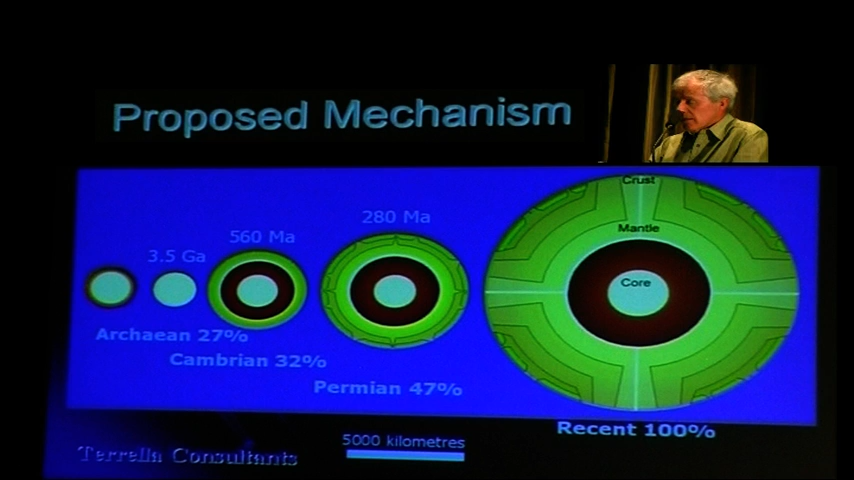 Proposed Mechanism
Crust
280 Ma
560 Ma
Mantle
3.5 Ga
Core
Archaean 27%
Cambrian 32%
Permian 47%
Recent 100%
5000 kilometres
Terrella Consultants